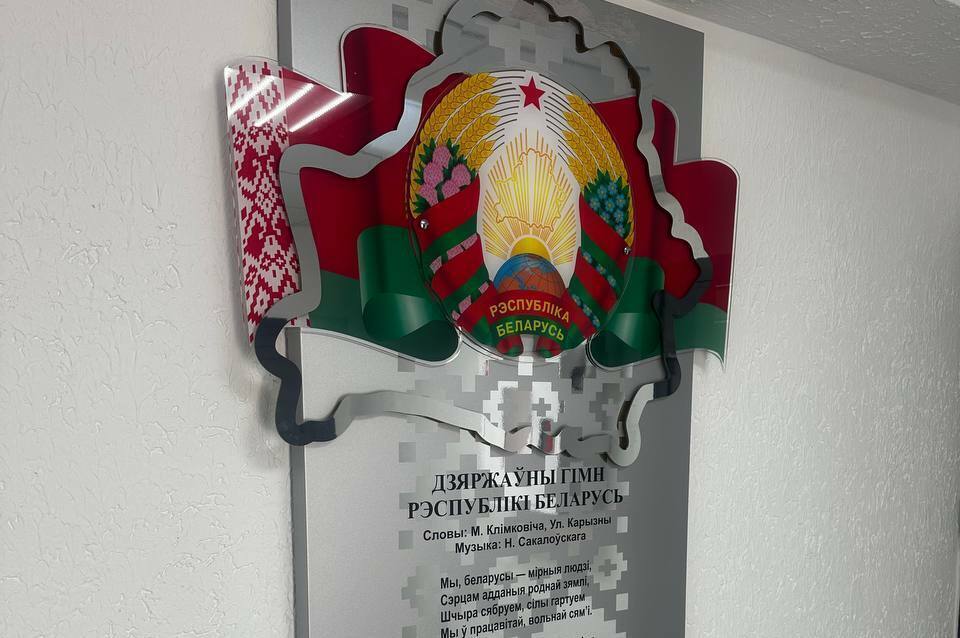 РЭСПУБЛІКА
БЕЛАРУСЬ
ДЗЯРЖАЎНЫ ГІМН
РЭСПУБЛІКІ БЕЛАРУСЬ
Словы: М. Клімковіча, Ул. Карызны
Музыка: Н. Сакалоўскага
Мы, беларусы — мірныя людзі,
Сэрцам адданыя роднай зямлі,
Шчыра сябруем, сілы гартуем
Мы ў працавітай, вольнай сям'і.